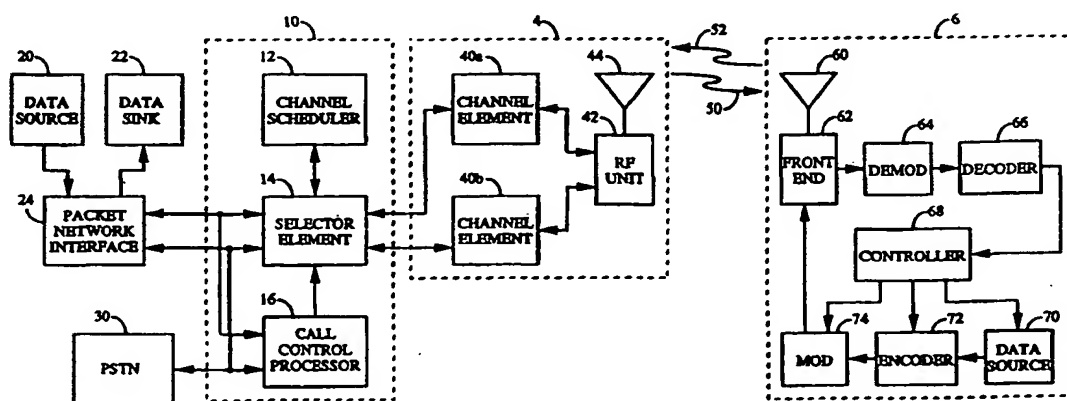 10
4
6
20
DATA
SOURCE
22
DATA
SINK
12
CHANNEL
SCHEDULER
40a
CHANNEL
ELEMENT
44
52
50
60
42
RF
UNIT
62
FRONT
END
64
DEMOD
66
DECODER
24
PACKET
NETWORK
INTERFACE
14
SELECTOR
ELEMENT
40b
CHANNEL
ELEMENT
68
CONTROLLER
30
PSTN
16
CALL
CONTROL
PROCESSOR
74
MOD
72
ENCODER
70
DATA
SOURCE